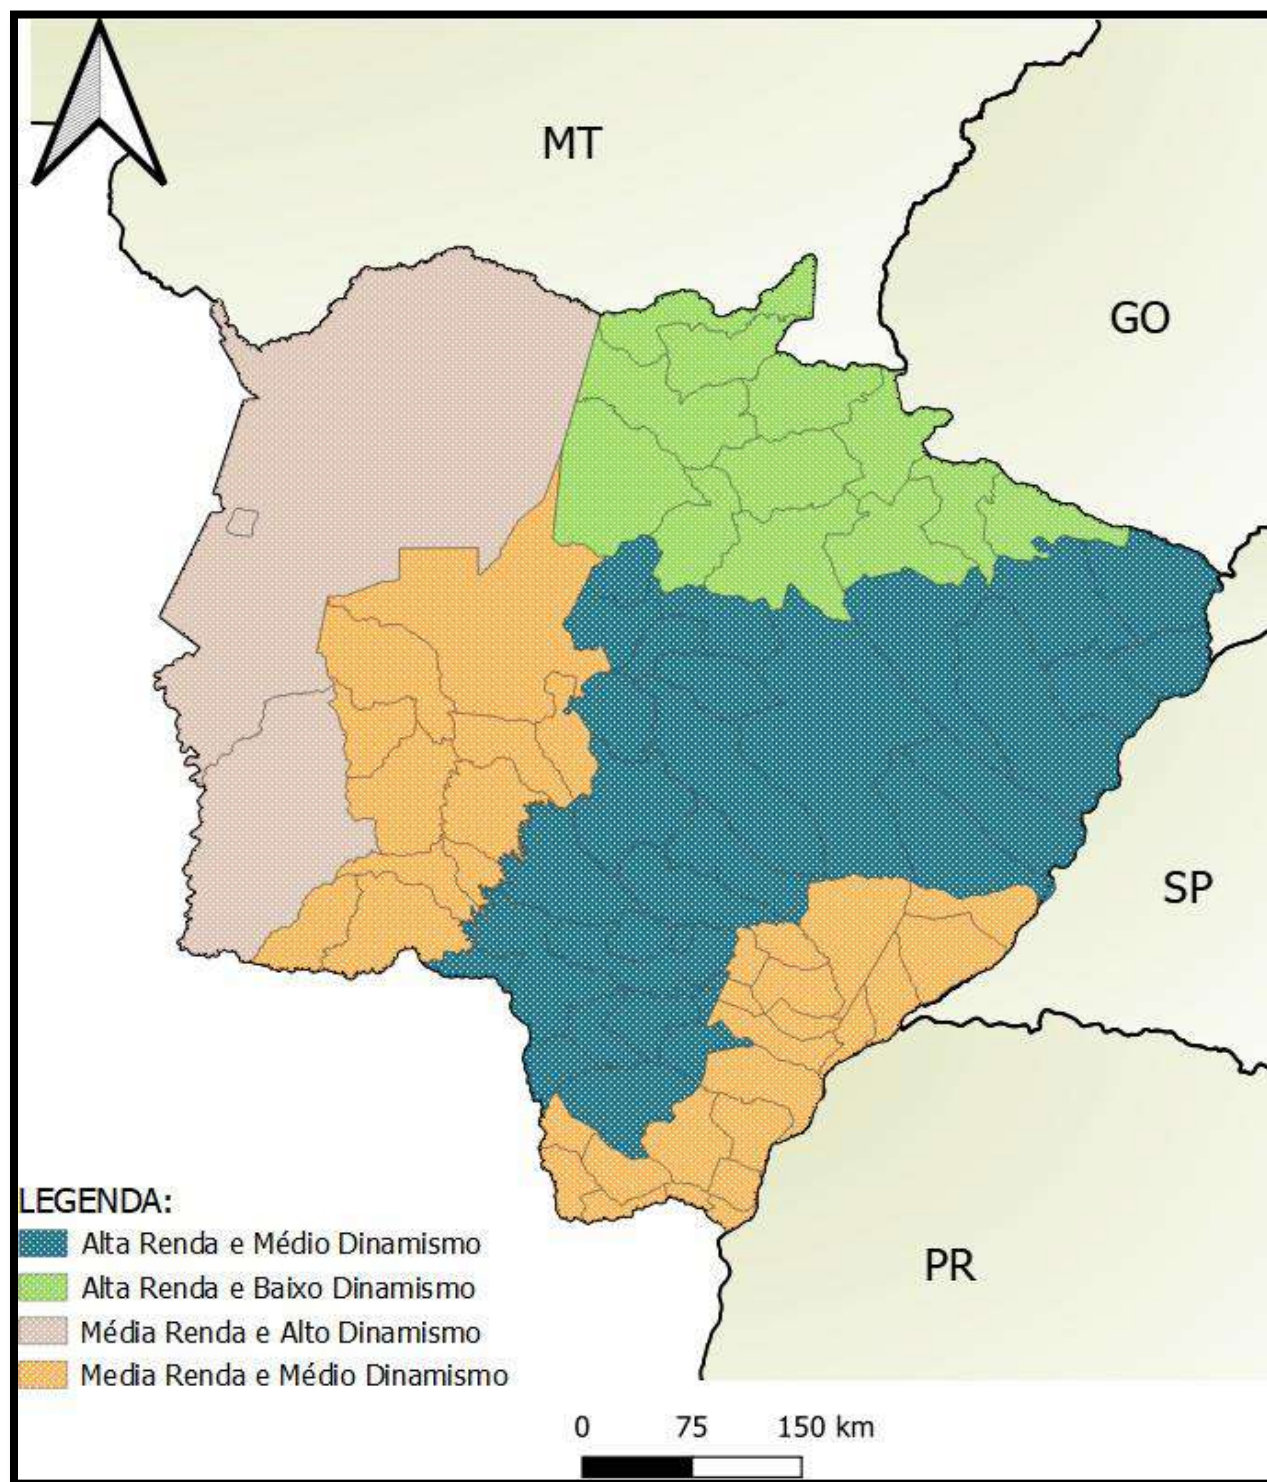 MT
GO
SP
PR
LEGENDA:
Alta Renda e Médio Dinamismo
Alta Renda e Baixo Dinamismo
Média Renda e Alto Dinamismo
Media Renda e Médio Dinamismo
0 75 150 km